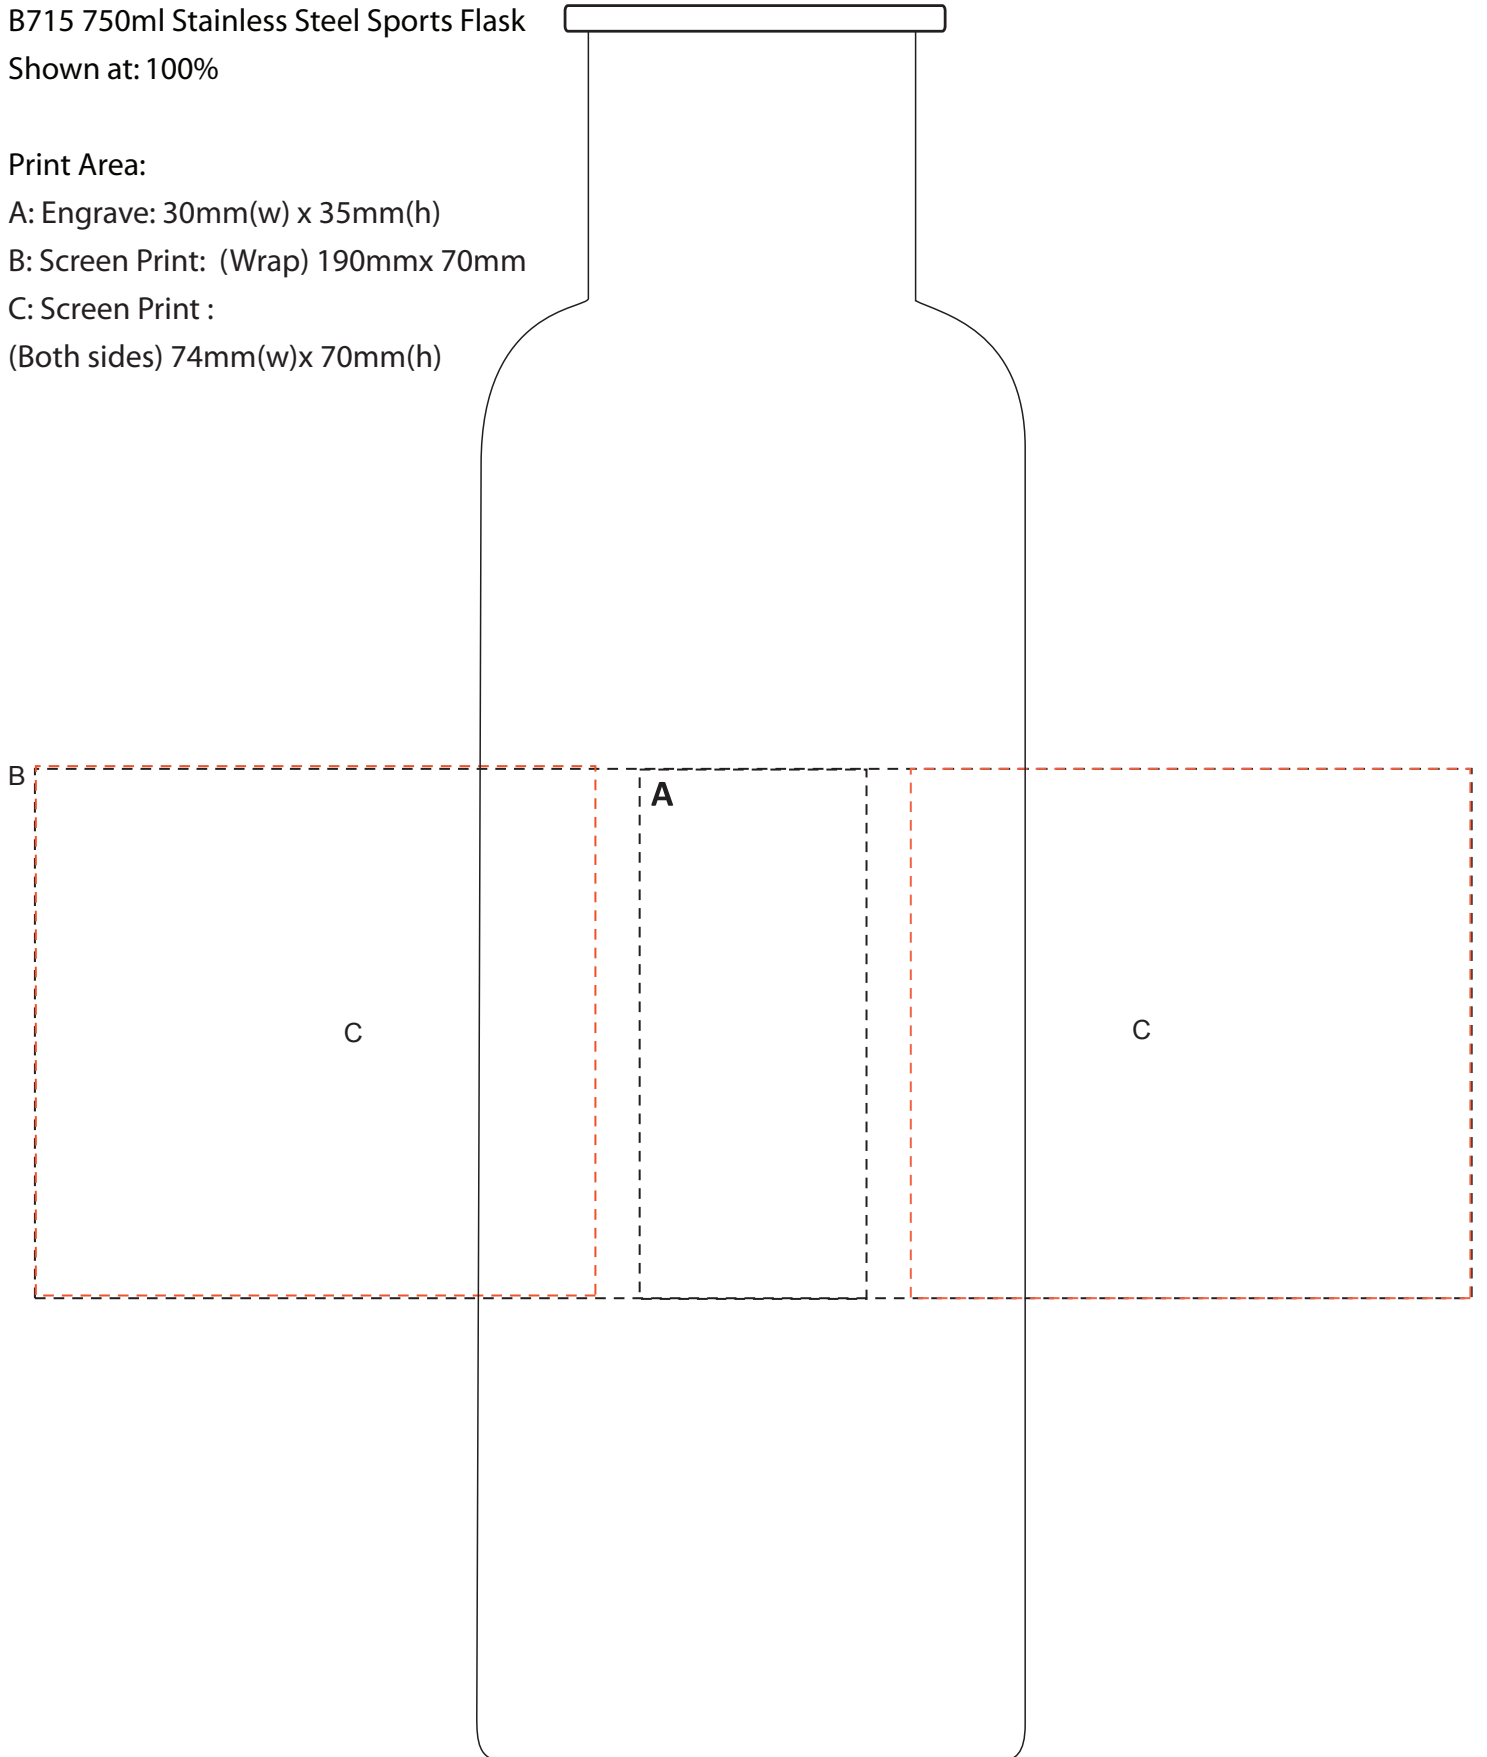 B715 750ml Stainless Steel Sports Flask
Shown at: 100%
Print Area:
A: Engrave: 30mm(w) x 35mm(h)
B: Screen Print:  (Wrap) 190mmx 70mm
C: Screen Print :
(Both sides) 74mm(w)x 70mm(h)
B
A
C
C